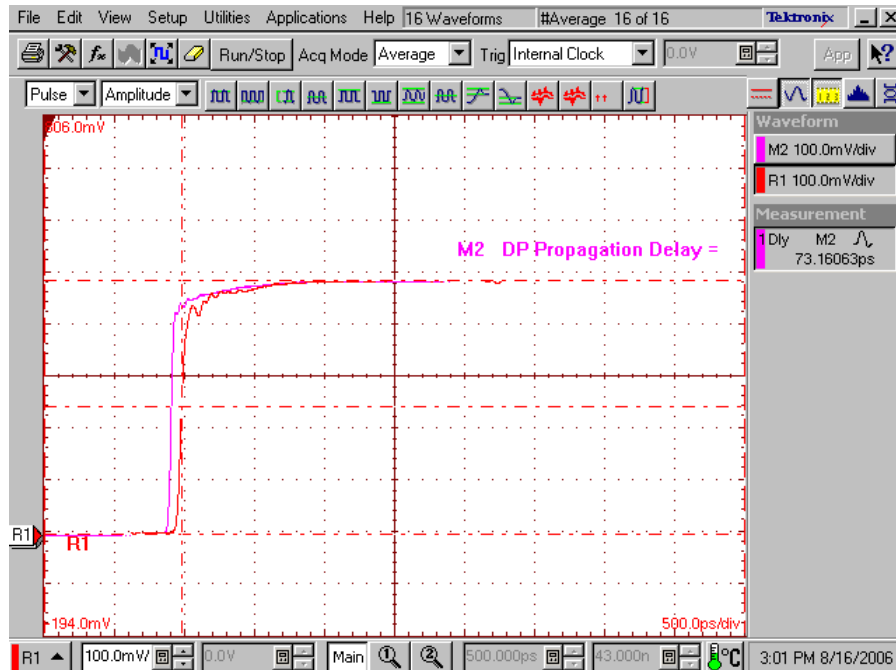 File Edit View Setup Utilities Applications Help 16 Waveforms #Average 16 of 16 Tektronix
Run/Stop Acq Mode Average Trig Internal Clock 0.0V App
Pulse Amplitude
Waveform
M2 100.0mV/div
R1 100.0mV/div
Measurement
1 Dly M2
73.16063ps
M2 DP Propagation Delay =
R1
R1
-194.0mV
500.0ps/div
R1 100.0mV/ 0.0V Main 1 2 500.000ps 43.000n °C 3:01 PM 8/16/2006